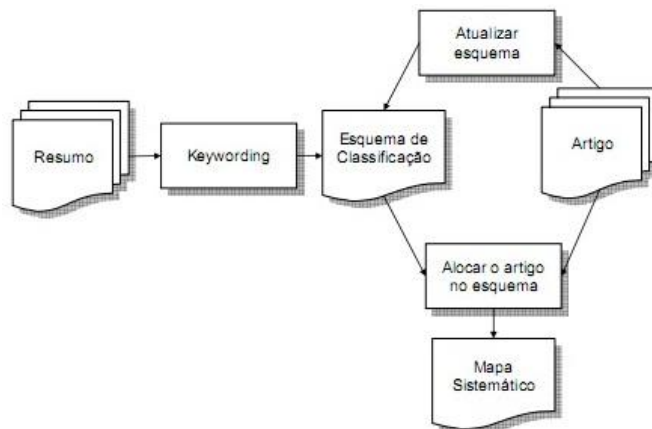 Atualizar
esquema
Resumo
Keywording
Esquema de
Classificação
Artigo
Alocar o artigo
no esquema
Mapa
Sistemático